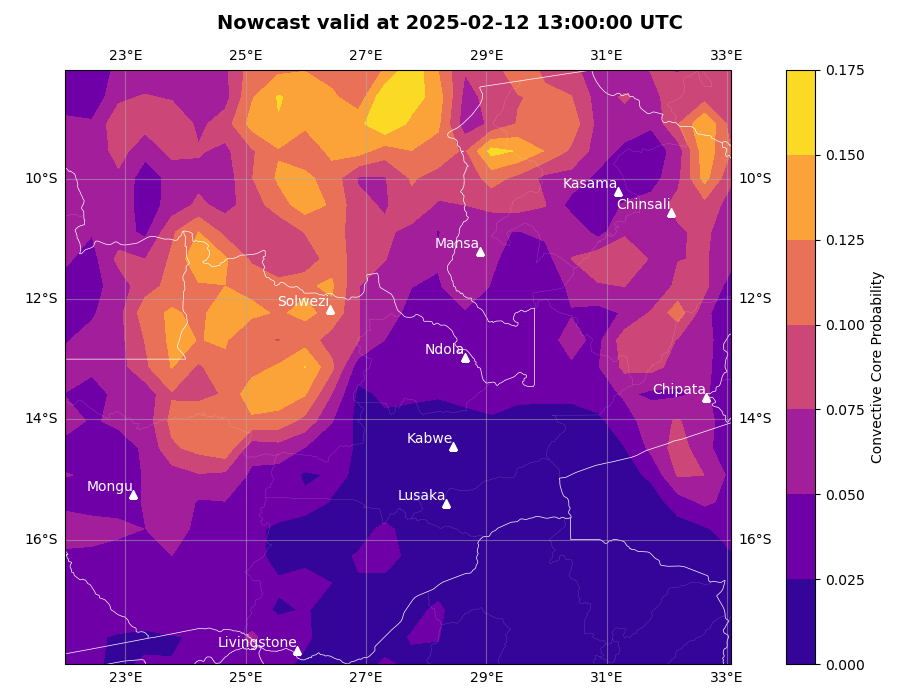 Nowcast valid at 2025-02-12 13:00:00 UTC
23°E 25°E 27°E 29°E 31°E 33°E
0.175
0.150
10°S 10°S
Kasama
Chinsali
0.125
Mansa
12°S 12°S
Solwezi
0.100
Ndola
Chipata
0.075
14°S 14°S
Kabwe
Mongu
Lusaka
0.050
16°S 16°S
0.025
Livingstone
0.000
23°E 25°E 27°E 29°E 31°E 33°E
Convective Core Probability